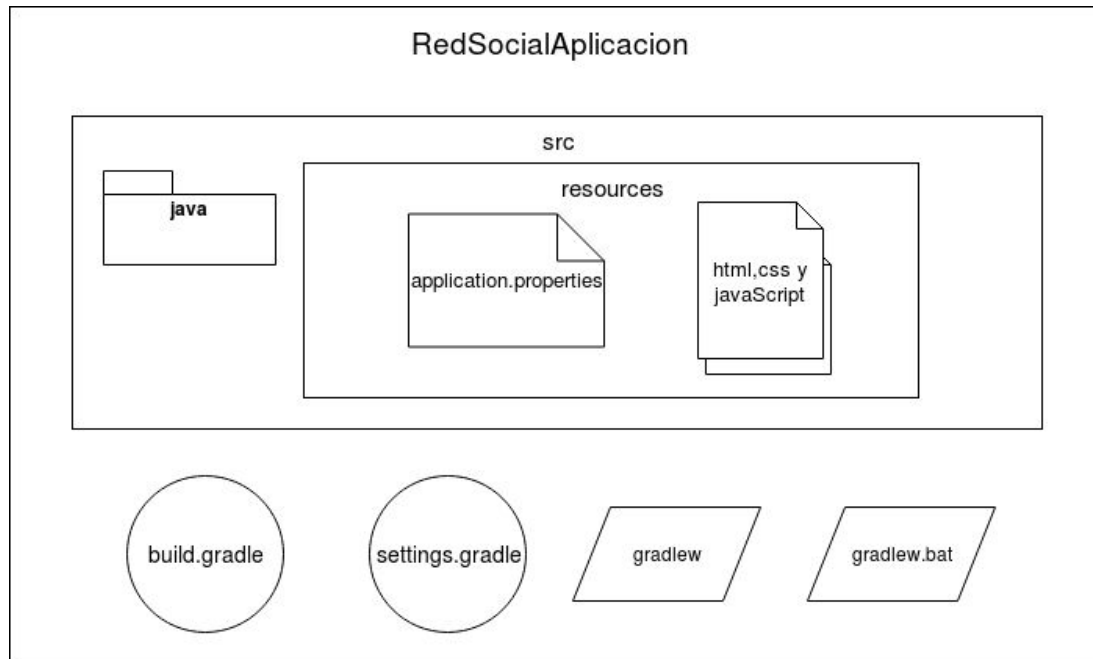 RedSocialAplicacion
src
java
resources
application.properties
html,css y
javaScript
build.gradle
settings.gradle
gradlew
gradlew.bat